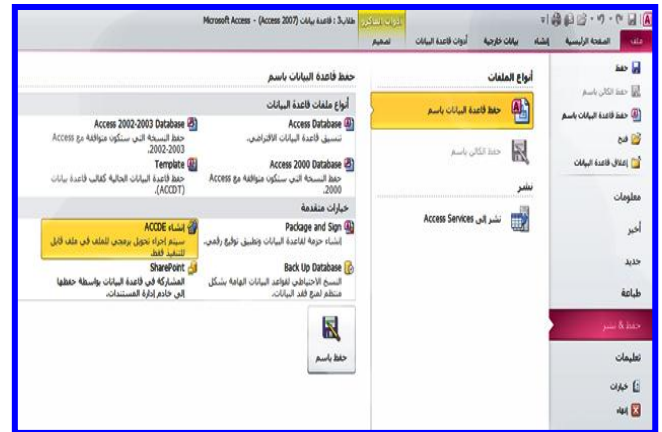 أدوات الماكرو
طلاب3 : قاعدة بيانات (Access 2007) - Microsoft Access
ملف
الصفحة الرئيسية
إنشاء
بيانات خارجية
أدوات قاعدة البيانات
تصميم
حفظ
حفظ الكائن باسم
حفظ قاعدة البيانات باسم
فتح
إغلاق قاعدة البيانات
معلومات
أخير
جديد
طباعة
حفظ & نشر
تعليمات
خيارات
إنهاء
أنواع الملفات
حفظ قاعدة البيانات باسم
حفظ الكائن باسم
نشر
نشر إلى Access Services
حفظ قاعدة البيانات باسم
أنواع ملفات قاعدة البيانات
Access Database
تنسيق قاعدة البيانات الافتراضي.
Access 2002-2003 Database
حفظ النسخة التي ستكون متوافقة مع Access
2002-2003.
Access 2000 Database
حفظ النسخة التي ستكون متوافقة مع Access
2000.
Template
حفظ قاعدة البيانات الحالية كقالب قاعدة بيانات
(ACCDT).
خيارات متقدمة
Package and Sign
إنشاء حزمة لقاعدة البيانات وتطبيق توقيع رقمي.
إنشاء ACCDE
سيتم إجراء تحويل برمجي للملف في ملف قابل
للتنفيذ فقط.
Back Up Database
النسخ الاحتياطي لقواعد البيانات الهامة بشكل
منتظم لمنع فقد البيانات.
SharePoint
المشاركة في قاعدة البيانات بواسطة حفظها
إلى خادم إدارة المستندات.
حفظ باسم